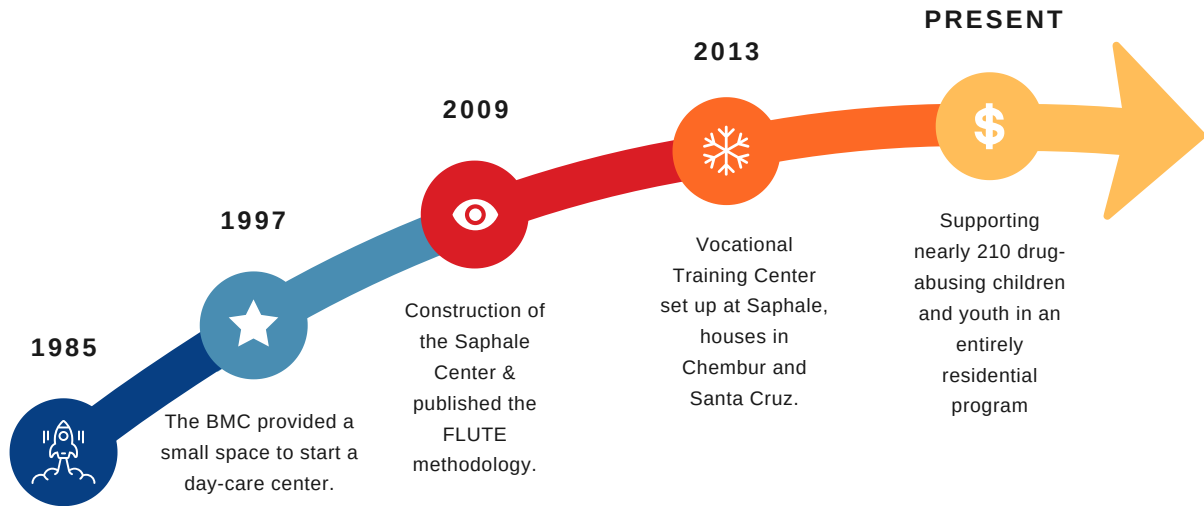 1985
1997
The BMC provided a
small space to start a
day-care center.
2009
Construction of
the Saphale
Center &
published the
FLUTE
methodology.
2013
Vocational
Training Center
set up at Saphale,
houses in
Chembur and
Santa Cruz.
PRESENT
$
Supporting
nearly 210 drug-
abusing children
and youth in an
entirely
residential
program